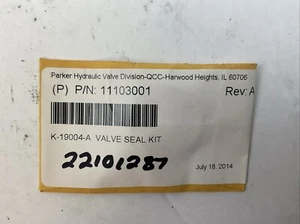 Parker Hydraulic Valve Division-QCC-Harwood Heights, IL 60706
(P) P/N: 11103001 Rev: A
K-19004-A VALVE SEAL KIT
22101287
July 18, 2014